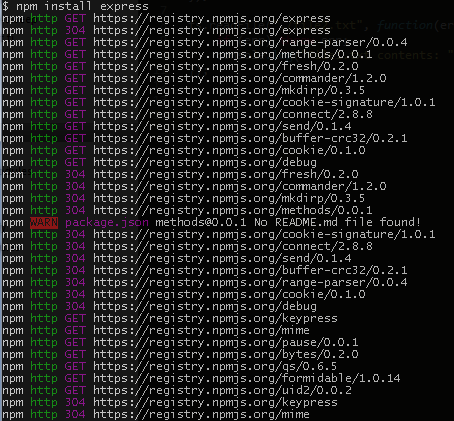 $ npm install express
npm http GET https://registry.npmjs.org/express
npm http 304 https://registry.npmjs.org/express
npm http GET https://registry.npmjs.org/range-parser/0.0.4
npm http GET https://registry.npmjs.org/methods/0.0.1
npm http GET https://registry.npmjs.org/fresh/0.2.0
npm http GET https://registry.npmjs.org/commander/1.2.0
npm http GET https://registry.npmjs.org/mkdirp/0.3.5
npm http GET https://registry.npmjs.org/cookie-signature/1.0.1
npm http GET https://registry.npmjs.org/connect/2.8.8
npm http GET https://registry.npmjs.org/send/0.1.4
npm http GET https://registry.npmjs.org/buffer-crc32/0.2.1
npm http GET https://registry.npmjs.org/cookie/0.1.0
npm http GET https://registry.npmjs.org/debug
npm http 304 https://registry.npmjs.org/fresh/0.2.0
npm http 304 https://registry.npmjs.org/commander/1.2.0
npm http 304 https://registry.npmjs.org/mkdirp/0.3.5
npm http 304 https://registry.npmjs.org/methods/0.0.1
npm WARN package.json methods@0.0.1 No README.md file found!
npm http 304 https://registry.npmjs.org/cookie-signature/1.0.1
npm http 304 https://registry.npmjs.org/connect/2.8.8
npm http 304 https://registry.npmjs.org/send/0.1.4
npm http 304 https://registry.npmjs.org/buffer-crc32/0.2.1
npm http 304 https://registry.npmjs.org/range-parser/0.0.4
npm http 304 https://registry.npmjs.org/cookie/0.1.0
npm http 304 https://registry.npmjs.org/debug
npm http GET https://registry.npmjs.org/keypress
npm http GET https://registry.npmjs.org/mime
npm http GET https://registry.npmjs.org/pause/0.0.1
npm http GET https://registry.npmjs.org/bytes/0.2.0
npm http GET https://registry.npmjs.org/qs/0.6.5
npm http GET https://registry.npmjs.org/formidable/1.0.14
npm http GET https://registry.npmjs.org/uid2/0.0.2
npm http 304 https://registry.npmjs.org/keypress
npm http 304 https://registry.npmjs.org/mime